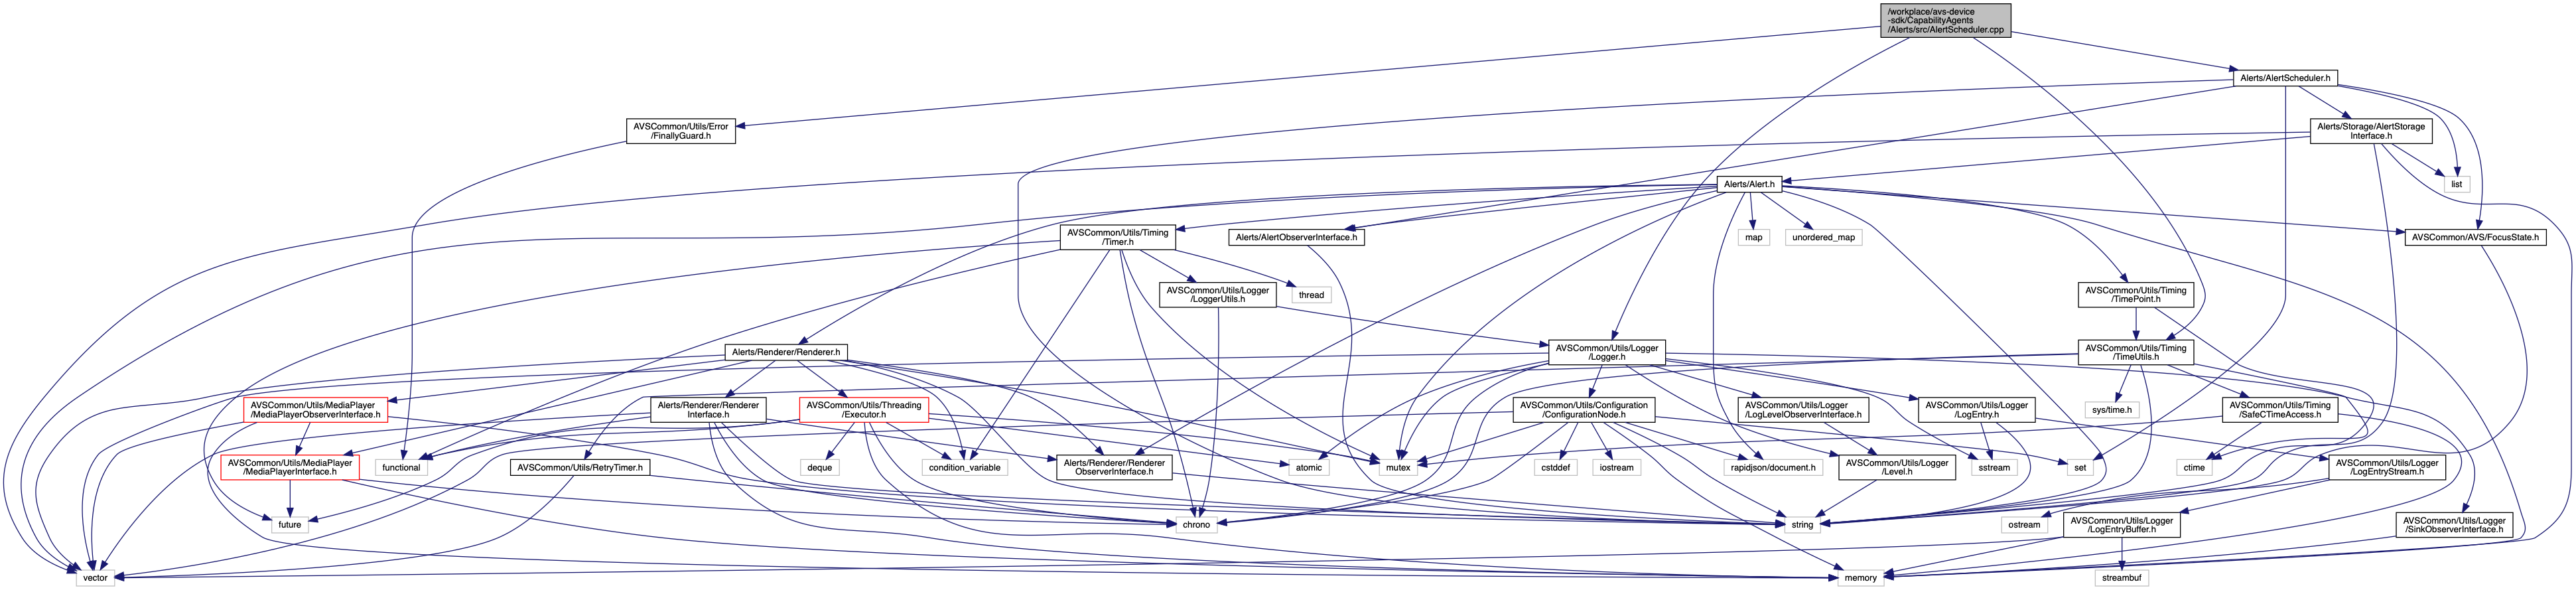 /workplace/avs-device
-sdk/CapabilityAgents
/Alerts/src/AlertScheduler.cpp
Alerts/AlertScheduler.h
AVSCommon/Utils/Error
/FinallyGuard.h
Alerts/Storage/AlertStorage
Interface.h
Alerts/Alert.h
list
AVSCommon/Utils/Timing
/Timer.h
Alerts/AlertObserverInterface.h
map
unordered_map
AVSCommon/AVS/FocusState.h
AVSCommon/Utils/Logger
/LoggerUtils.h
thread
AVSCommon/Utils/Timing
/TimePoint.h
Alerts/Renderer/Renderer.h
AVSCommon/Utils/Logger
/Logger.h
AVSCommon/Utils/Timing
/TimeUtils.h
AVSCommon/Utils/MediaPlayer
/MediaPlayerObserverInterface.h
Alerts/Renderer/Renderer
Interface.h
AVSCommon/Utils/Threading
/Executor.h
AVSCommon/Utils/Configuration
/ConfigurationNode.h
AVSCommon/Utils/Logger
/LogLevelObserverInterface.h
AVSCommon/Utils/Logger
/LogEntry.h
sys/time.h
AVSCommon/Utils/Timing
/SafeCTimeAccess.h
AVSCommon/Utils/MediaPlayer
/MediaPlayerInterface.h
functional
AVSCommon/Utils/RetryTimer.h
deque
condition_variable
Alerts/Renderer/Renderer
ObserverInterface.h
atomic
mutex
cstddef
iostream
rapidjson/document.h
AVSCommon/Utils/Logger
/Level.h
sstream
set
ctime
AVSCommon/Utils/Logger
/LogEntryStream.h
future
chrono
string
ostream
AVSCommon/Utils/Logger
/LogEntryBuffer.h
AVSCommon/Utils/Logger
/SinkObserverInterface.h
vector
memory
streambuf